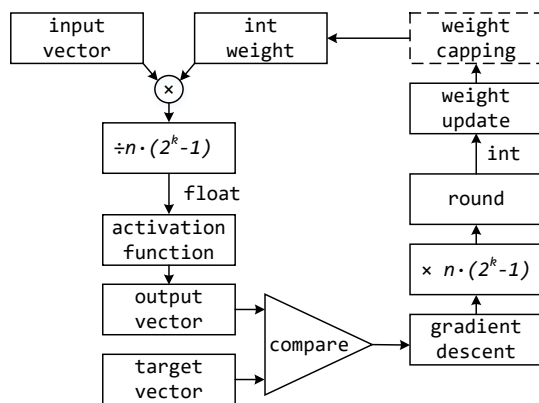 input
vector
int
weight
weight
capping
×
÷n·(2^k-1)
float
activation
function
output
vector
target
vector
compare
gradient
descent
× n·(2^k-1)
round
int
weight
update